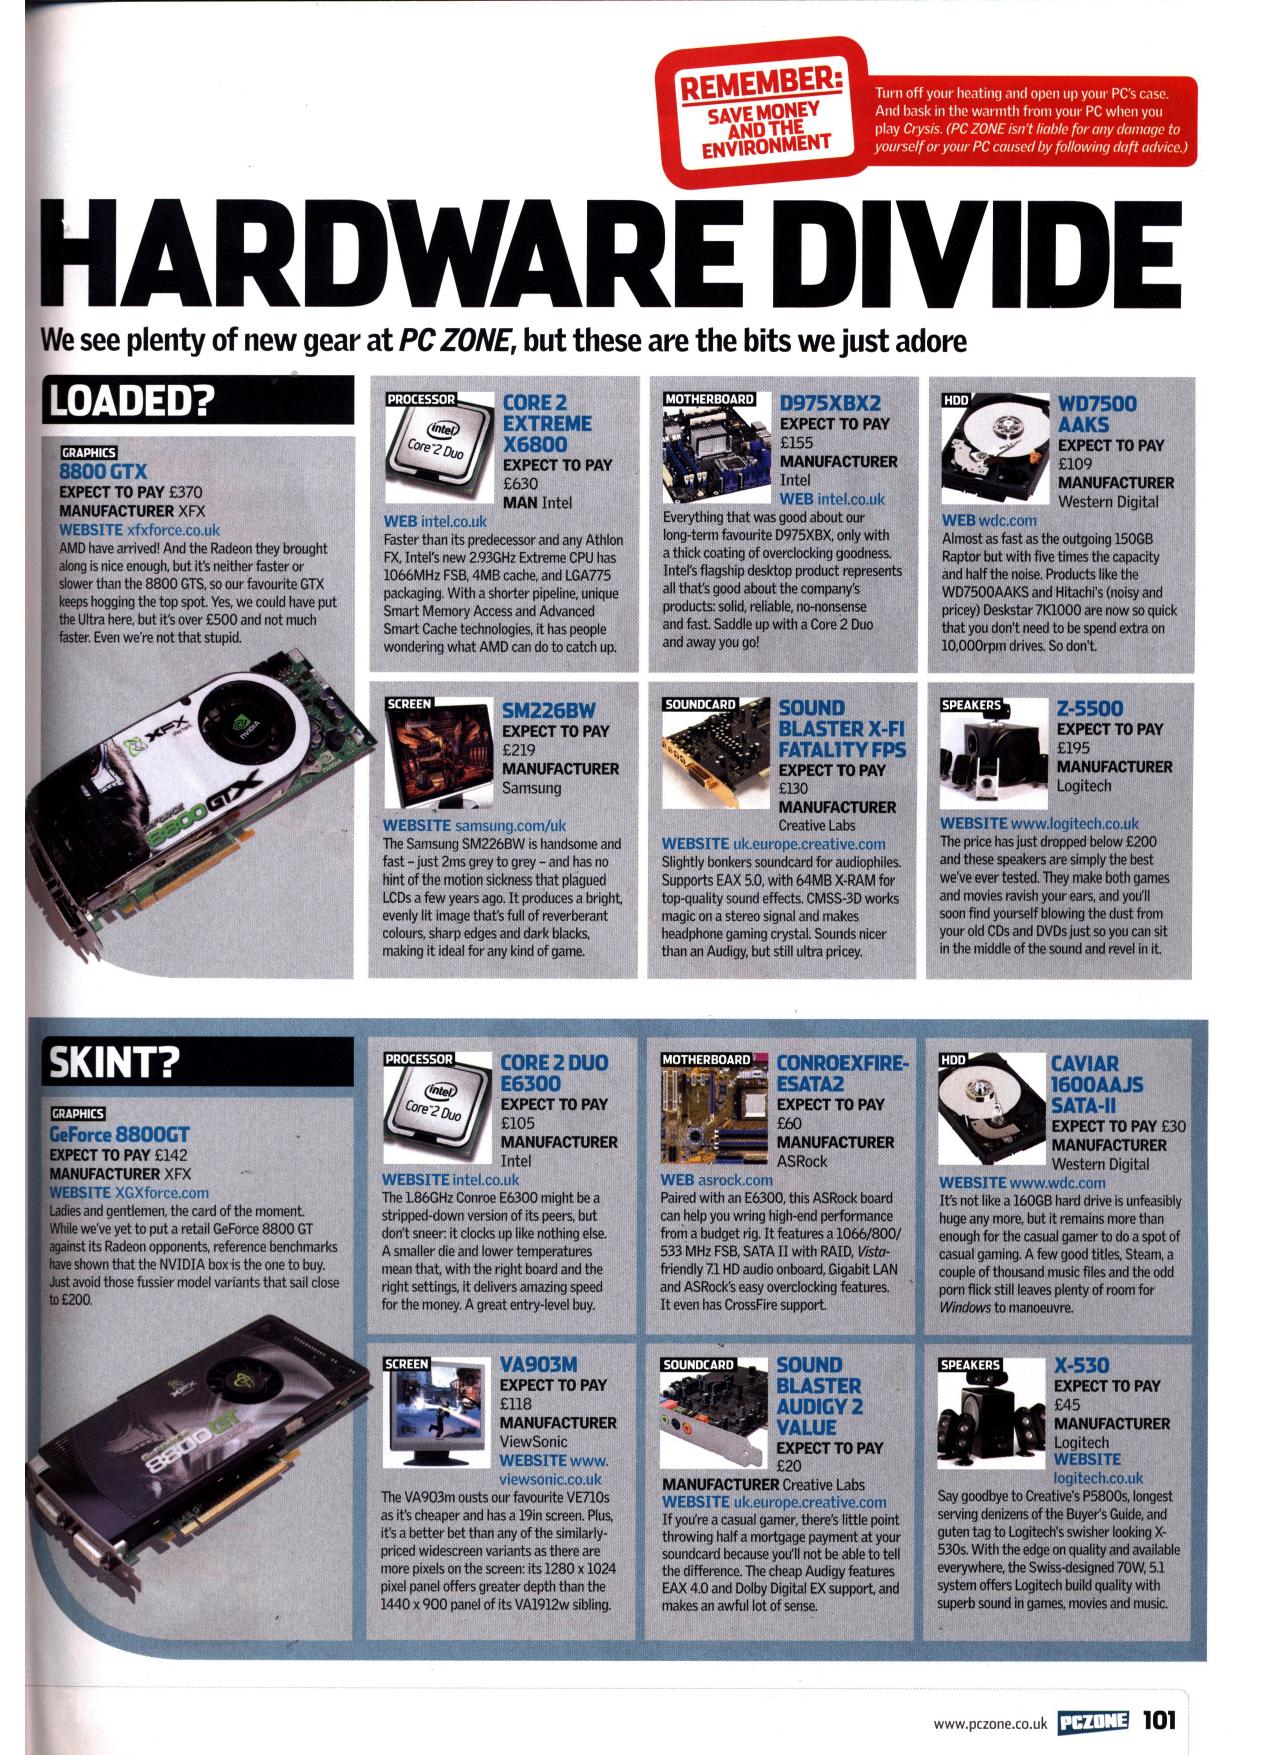 REMEMBER:
SAVE MONEY
AND THE
ENVIRONMENT
Turn off your heating and open up your PC's case.
And bask in the warmth from your PC when you
play Crysis. (PC ZONE isn't liable for any damage to
yourself or your PC caused by following daft advice.)
HARDWARE DIVIDE
We see plenty of new gear at PC ZONE, but these are the bits we just adore
LOADED?
GRAPHICS
8800 GTX
EXPECT TO PAY £370
MANUFACTURER XFX
WEBSITE xfxforce.co.uk
AMD have arrived! And the Radeon they brought
along is nice enough, but it's neither faster or
slower than the 8800 GTS, so our favourite GTX
keeps hogging the top spot. Yes, we could have put
the Ultra here, but it's over £500 and not much
faster. Even we're not that stupid.
XFX
NVIDIA
GEFORCE
8800GTX
PROCESSOR
intel
Core™2 Duo
CORE 2
EXTREME
X6800
EXPECT TO PAY
£630
MAN Intel
WEB intel.co.uk
Faster than its predecessor and any Athlon
FX, Intel's new 2.93GHz Extreme CPU has
1066MHz FSB, 4MB cache, and LGA775
packaging. With a shorter pipeline, unique
Smart Memory Access and Advanced
Smart Cache technologies, it has people
wondering what AMD can do to catch up.
MOTHERBOARD
D975XBX2
EXPECT TO PAY
£155
MANUFACTURER
Intel
WEB intel.co.uk
Everything that was good about our
long-term favourite D975XBX, only with
a thick coating of overclocking goodness.
Intel's flagship desktop product represents
all that's good about the company's
products: solid, reliable, no-nonsense
and fast. Saddle up with a Core 2 Duo
and away you go!
HDD
WD7500
AAKS
EXPECT TO PAY
£109
MANUFACTURER
Western Digital
WEB wdc.com
Almost as fast as the outgoing 150GB
Raptor but with five times the capacity
and half the noise. Products like the
WD7500AAKS and Hitachi's (noisy and
pricey) Deskstar 7K1000 are now so quick
that you don't need to be spend extra on
10,000rpm drives. So don't.
SCREEN
SM226BW
EXPECT TO PAY
£219
MANUFACTURER
Samsung
WEBSITE samsung.com/uk
The Samsung SM226BW is handsome and
fast – just 2ms grey to grey – and has no
hint of the motion sickness that plagued
LCDs a few years ago. It produces a bright,
evenly lit image that's full of reverberant
colours, sharp edges and dark blacks,
making it ideal for any kind of game.
SOUNDCARD
SOUND
BLASTER X-FI
FATAL1TY FPS
EXPECT TO PAY
£130
MANUFACTURER
Creative Labs
WEBSITE uk.europe.creative.com
Slightly bonkers soundcard for audiophiles.
Supports EAX 5.0, with 64MB X-RAM for
top-quality sound effects. CMSS-3D works
magic on a stereo signal and makes
headphone gaming crystal. Sounds nicer
than an Audigy, but still ultra pricey.
SPEAKERS
Z-5500
EXPECT TO PAY
£195
MANUFACTURER
Logitech
WEBSITE www.logitech.co.uk
The price has just dropped below £200
and these speakers are simply the best
we've ever tested. They make both games
and movies ravish your ears, and you'll
soon find yourself blowing the dust from
your old CDs and DVDs just so you can sit
in the middle of the sound and revel in it.
SKINT?
GRAPHICS
GeForce 8800GT
EXPECT TO PAY £142
MANUFACTURER XFX
WEBSITE XGXforce.com
Ladies and gentlemen, the card of the moment.
While we've yet to put a retail GeForce 8800 GT
against its Radeon opponents, reference benchmarks
have shown that the NVIDIA box is the one to buy.
Just avoid those fussier model variants that sail close
to £200.
XFX
8800GT
PROCESSOR
intel
Core™2 Duo
CORE 2 DUO
E6300
EXPECT TO PAY
£105
MANUFACTURER
Intel
WEBSITE intel.co.uk
The 1.86GHz Conroe E6300 might be a
stripped-down version of its peers, but
don't sneer: it clocks up like nothing else.
A smaller die and lower temperatures
mean that, with the right board and the
right settings, it delivers amazing speed
for the money. A great entry-level buy.
MOTHERBOARD
CONROEXFIRE-
ESATA2
EXPECT TO PAY
£60
MANUFACTURER
ASRock
WEB asrock.com
Paired with an E6300, this ASRock board
can help you wring high-end performance
from a budget rig. It features a 1066/800/
533 MHz FSB, SATA II with RAID, Vista-
friendly 7.1 HD audio onboard, Gigabit LAN
and ASRock's easy overclocking features.
It even has CrossFire support.
HDD
CAVIAR
1600AAJS
SATA-II
EXPECT TO PAY £30
MANUFACTURER
Western Digital
WEBSITE www.wdc.com
It's not like a 160GB hard drive is unfeasibly
huge any more, but it remains more than
enough for the casual gamer to do a spot of
casual gaming. A few good titles, Steam, a
couple of thousand music files and the odd
porn flick still leaves plenty of room for
Windows to manoeuvre.
SCREEN
VA903M
EXPECT TO PAY
£118
MANUFACTURER
ViewSonic
WEBSITE www.
viewsonic.co.uk
The VA903m ousts our favourite VE710s
as it's cheaper and has a 19in screen. Plus,
it's a better bet than any of the similarly-
priced widescreen variants as there are
more pixels on the screen: its 1280 x 1024
pixel panel offers greater depth than the
1440 x 900 panel of its VA1912w sibling.
SOUNDCARD
SOUND
BLASTER
AUDIGY 2
VALUE
EXPECT TO PAY
£20
MANUFACTURER Creative Labs
WEBSITE uk.europe.creative.com
If you're a casual gamer, there's little point
throwing half a mortgage payment at your
soundcard because you'll not be able to tell
the difference. The cheap Audigy features
EAX 4.0 and Dolby Digital EX support, and
makes an awful lot of sense.
SPEAKERS
X-530
EXPECT TO PAY
£45
MANUFACTURER
Logitech
WEBSITE
logitech.co.uk
Say goodbye to Creative's P5800s, longest
serving denizens of the Buyer's Guide, and
guten tag to Logitech's swisher looking X-
530s. With the edge on quality and available
everywhere, the Swiss-designed 70W, 5.1
system offers Logitech build quality with
superb sound in games, movies and music.
www.pczone.co.uk PCZONE 101